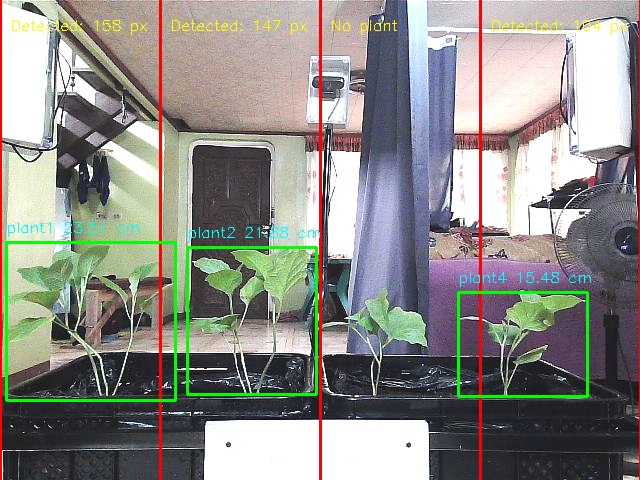 Detected: 158 px
Detected: 147 px
No plant
Detected: 104 px
plant1 23.51 cm
plant2 21.88 cm
plant4 15.48 cm